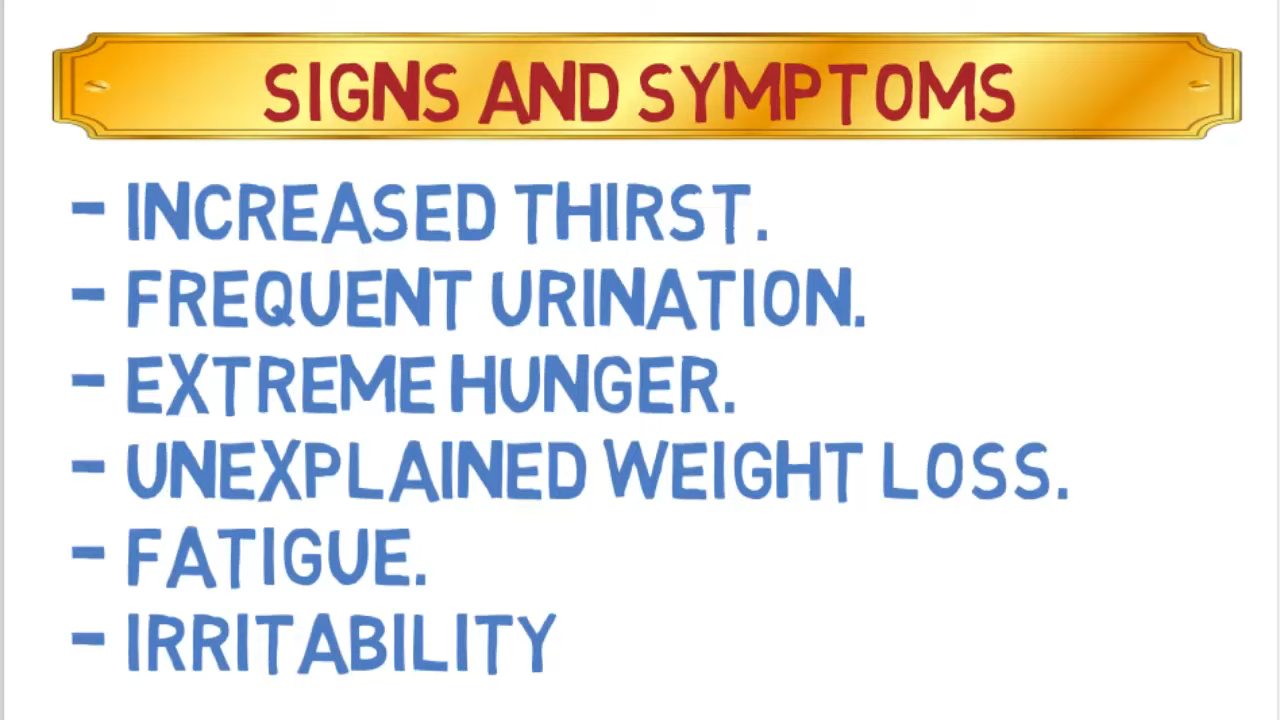 SIGNS AND SYMPTOMS
- INCREASED THIRST.
- FREQUENT URINATION.
- EXTREME HUNGER.
- UNEXPLAINED WEIGHT LOSS.
- FATIGUE.
- IRRITABILITY